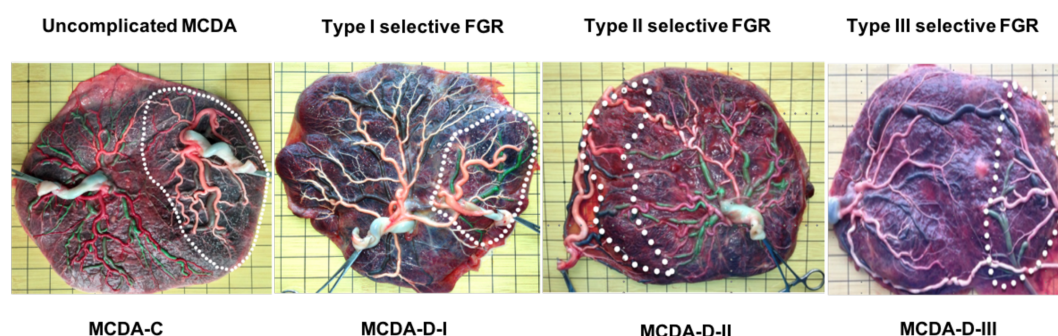 Uncomplicated MCDA
Type I selective FGR
Type II selective FGR
Type III selective FGR
MCDA-C
MCDA-D-I
MCDA-D-II
MCDA-D-III